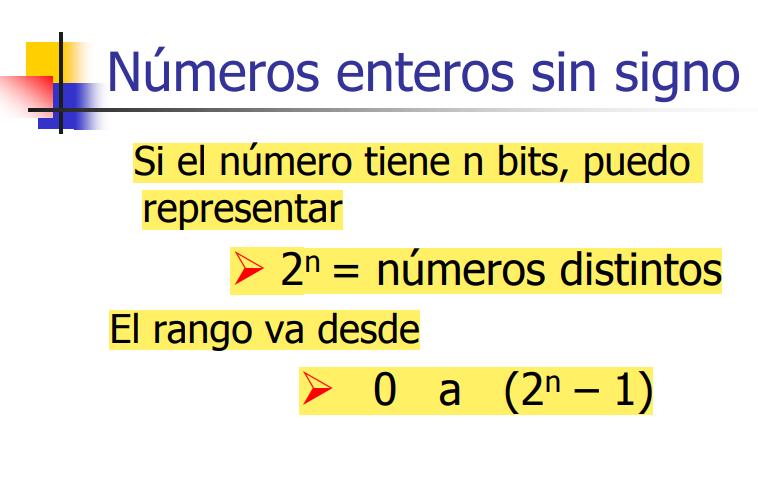 Números enteros sin signo
Si el número tiene n bits, puedo
representar
➢ 2ⁿ = números distintos
El rango va desde
➢ 0 a (2ⁿ – 1)